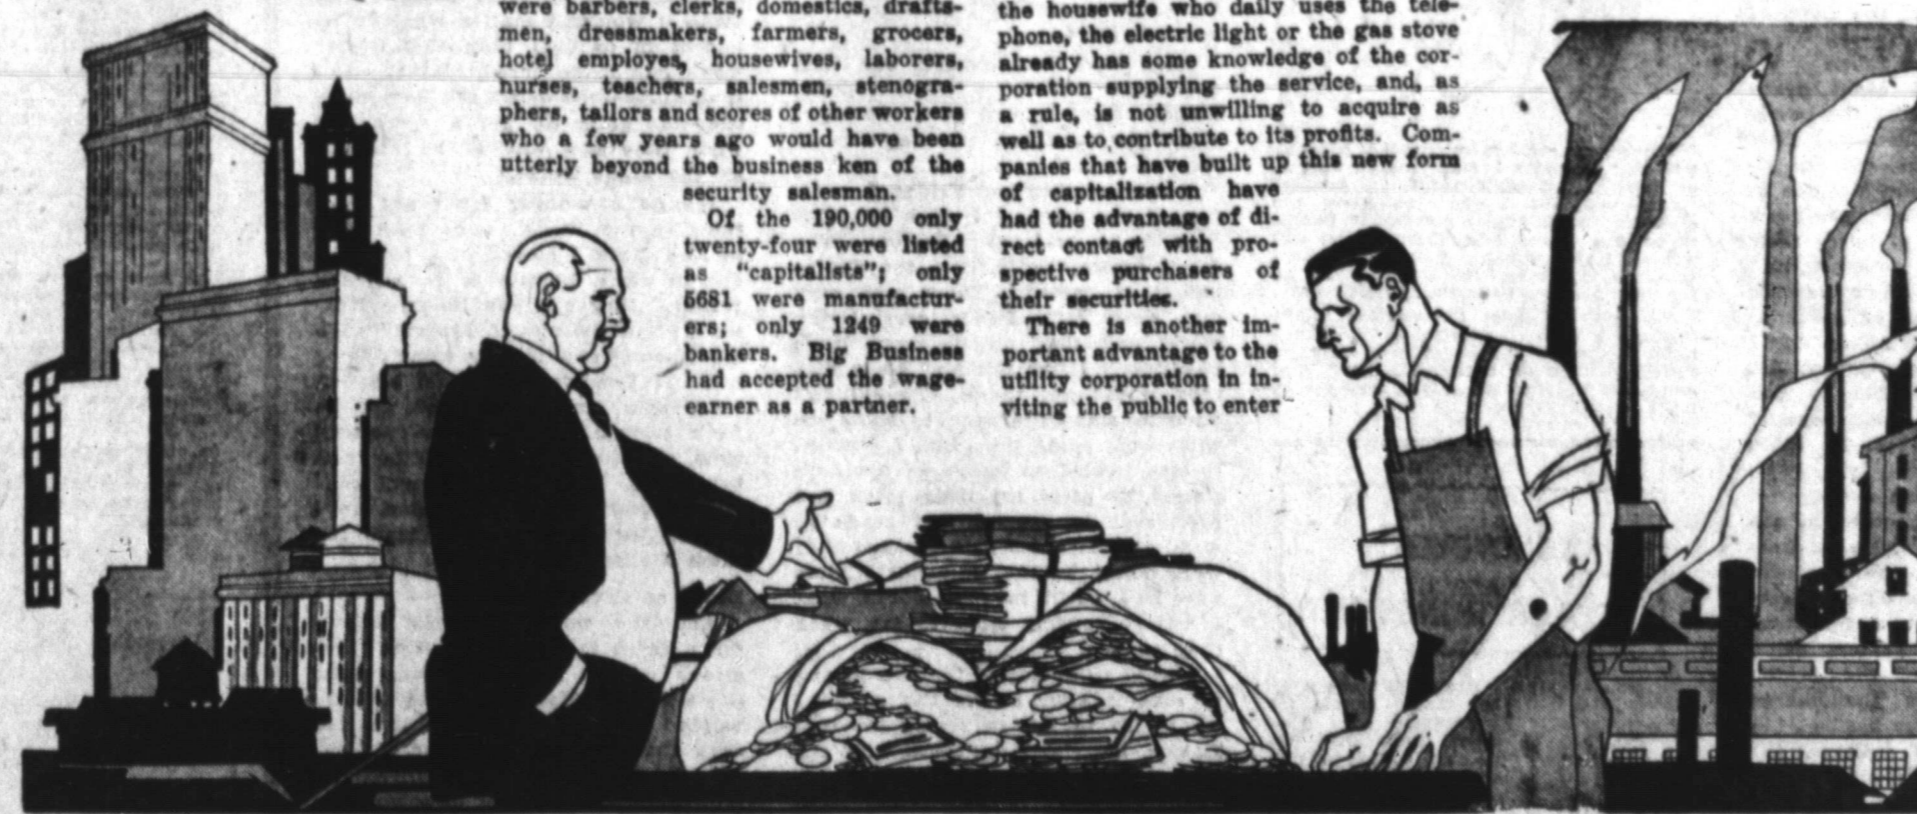 were barbers, clerks, domestics, drafts-
men, dressmakers, farmers, grocers,
hotel employes, housewives, laborers,
nurses, teachers, salesmen, stenogra-
phers, tailors and scores of other workers
who a few years ago would have been
utterly beyond the business ken of the
security salesman.
Of the 190,000 only
twenty-four were listed
as "capitalists"; only
5681 were manufactur-
ers; only 1249 were
bankers. Big Business
had accepted the wage-
earner as a partner.
the housewife who daily uses the tele-
phone, the electric light or the gas stove
already has some knowledge of the cor-
poration supplying the service, and, as
a rule, is not unwilling to acquire as
well as to contribute to its profits. Com-
panies that have built up this new form
of capitalization have
had the advantage of di-
rect contact with pro-
spective purchasers of
their securities.
There is another im-
portant advantage to the
utility corporation in in-
viting the public to enter